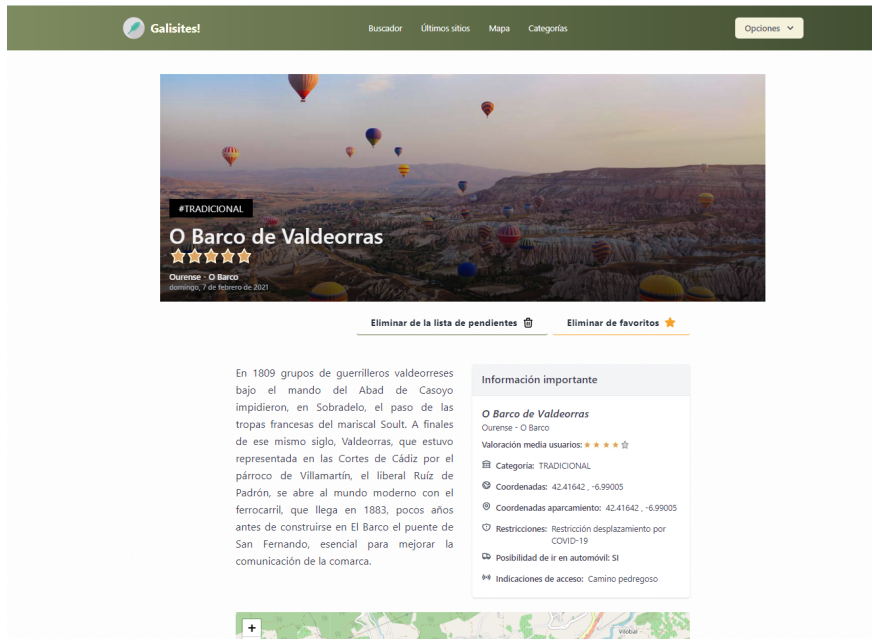 Galisites!
Buscador Últimos sitios Mapa Categorías
Opciones
#TRADICIONAL
O Barco de Valdeorras
Ourense - O Barco
domingo, 7 de febrero de 2021
Eliminar de la lista de pendientes
Eliminar de favoritos
En 1809 grupos de guerrilleros valdeorreses
bajo el mando del Abad de Casoyo
impidieron, en Sobradelo, el paso de las
tropas francesas del mariscal Soult. A finales
de ese mismo siglo, Valdeorras, que estuvo
representada en las Cortes de Cádiz por el
párroco de Villamartín, el liberal Ruíz de
Padrón, se abre al mundo moderno con el
ferrocarril, que llega en 1883, pocos años
antes de construirse en El Barco el puente de
San Fernando, esencial para mejorar la
comunicación de la comarca.
Información importante
O Barco de Valdeorras
Ourense - O Barco
Valoración media usuarios:
Categoría: TRADICIONAL
Coordenadas: 42.41642 , -6.99005
Coordenadas aparcamiento: 42.41642 , -6.99005
Restricciones: Restricción desplazamiento por
COVID-19
Posibilidad de ir en automóvil: SI
Indicaciones de acceso: Camino pedregoso
+
Vilobal